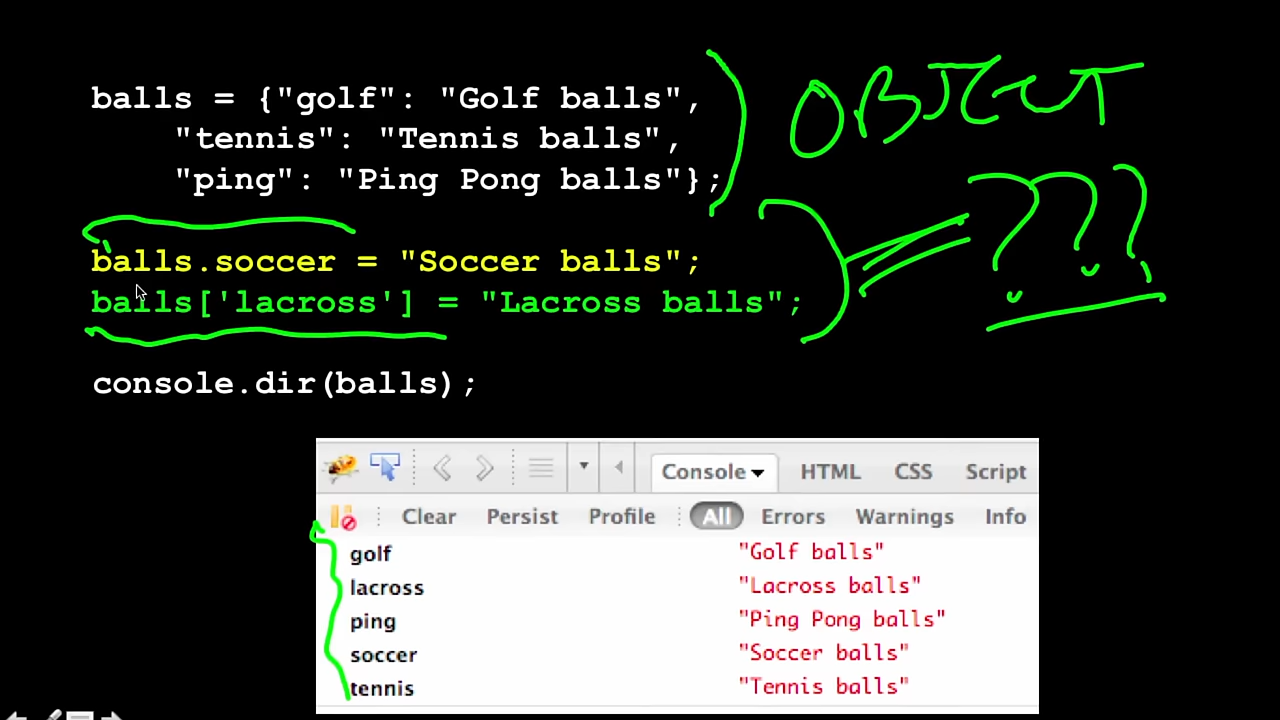 balls = {"golf": "Golf balls",
"tennis": "Tennis balls",
"ping": "Ping Pong balls"};
OBJECT
balls.soccer = "Soccer balls";
balls['lacross'] = "Lacross balls";
???
console.dir(balls);
Console HTML CSS Script
Clear Persist Profile All Errors Warnings Info
golf "Golf balls"
lacross "Lacross balls"
ping "Ping Pong balls"
soccer "Soccer balls"
tennis "Tennis balls"